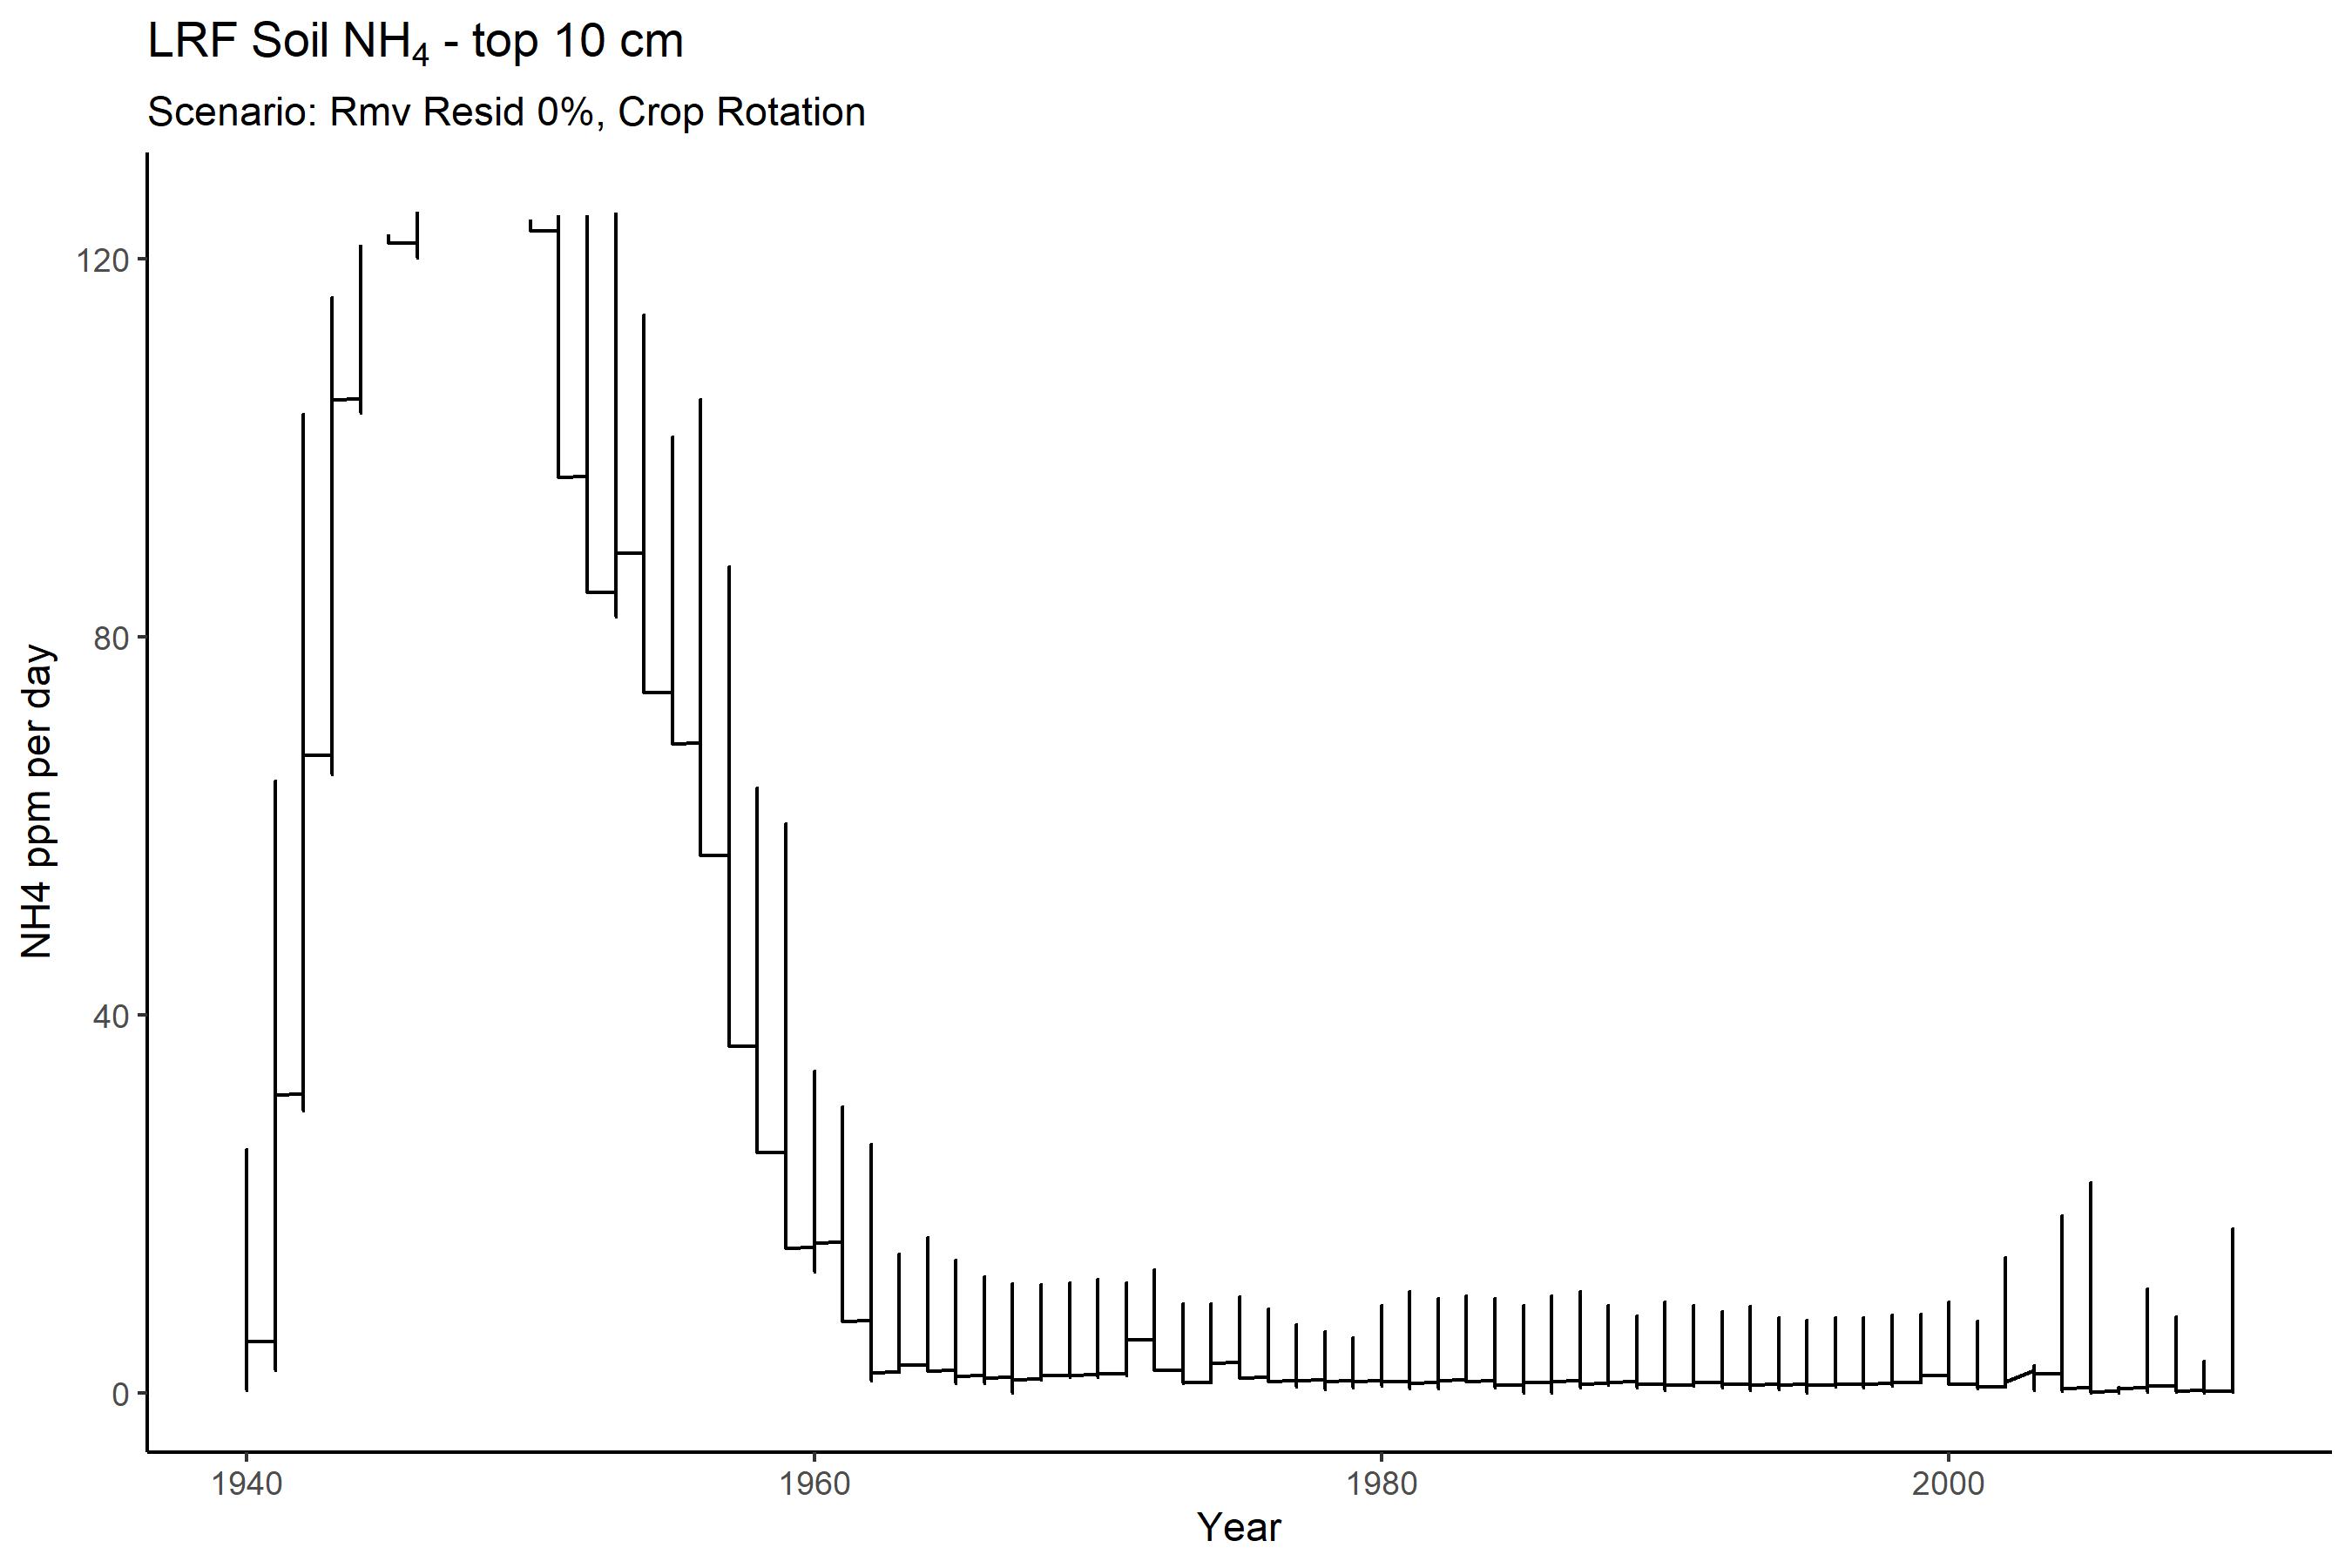 LRF Soil NH₄ - top 10 cm
Scenario: Rmv Resid 0%, Crop Rotation
120
80
40
0
NH4 ppm per day
1940 1960 1980 2000
Year